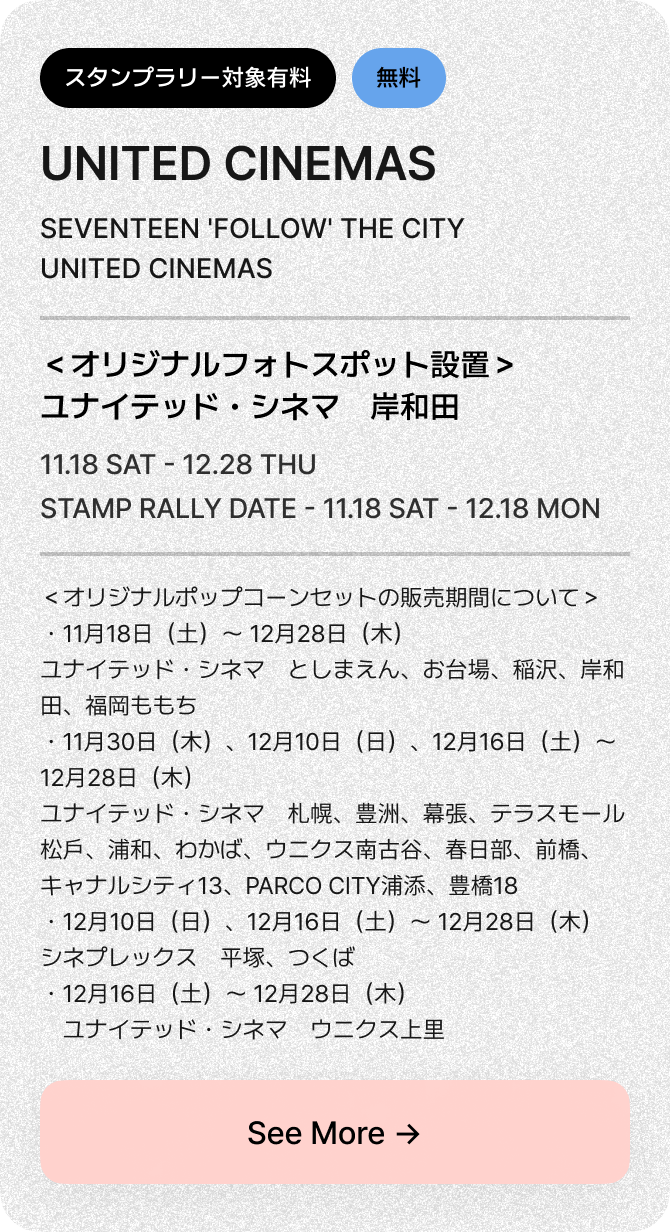 スタンプラリー対象有料
無料
UNITED CINEMAS
SEVENTEEN 'FOLLOW' THE CITY
UNITED CINEMAS
＜オリジナルフォトスポット設置＞
ユナイテッド・シネマ　岸和田
11.18 SAT - 12.28 THU
STAMP RALLY DATE - 11.18 SAT - 12.18 MON
＜オリジナルポップコーンセットの販売期間について＞
・11月18日（土）〜 12月28日（木）
ユナイテッド・シネマ　としまえん、お台場、稲沢、岸和
田、福岡ももち
・11月30日（木）、12月10日（日）、12月16日（土）〜
12月28日（木）
ユナイテッド・シネマ　札幌、豊洲、幕張、テラスモール
松戶、浦和、わかば、ウニクス南古谷、春日部、前橋、
キャナルシティ13、PARCO CITY浦添、豊橋18
・12月10日（日）、12月16日（土）〜 12月28日（木）
シネプレックス　平塚、つくば
・12月16日（土）〜 12月28日（木）
　ユナイテッド・シネマ　ウニクス上里
See More →